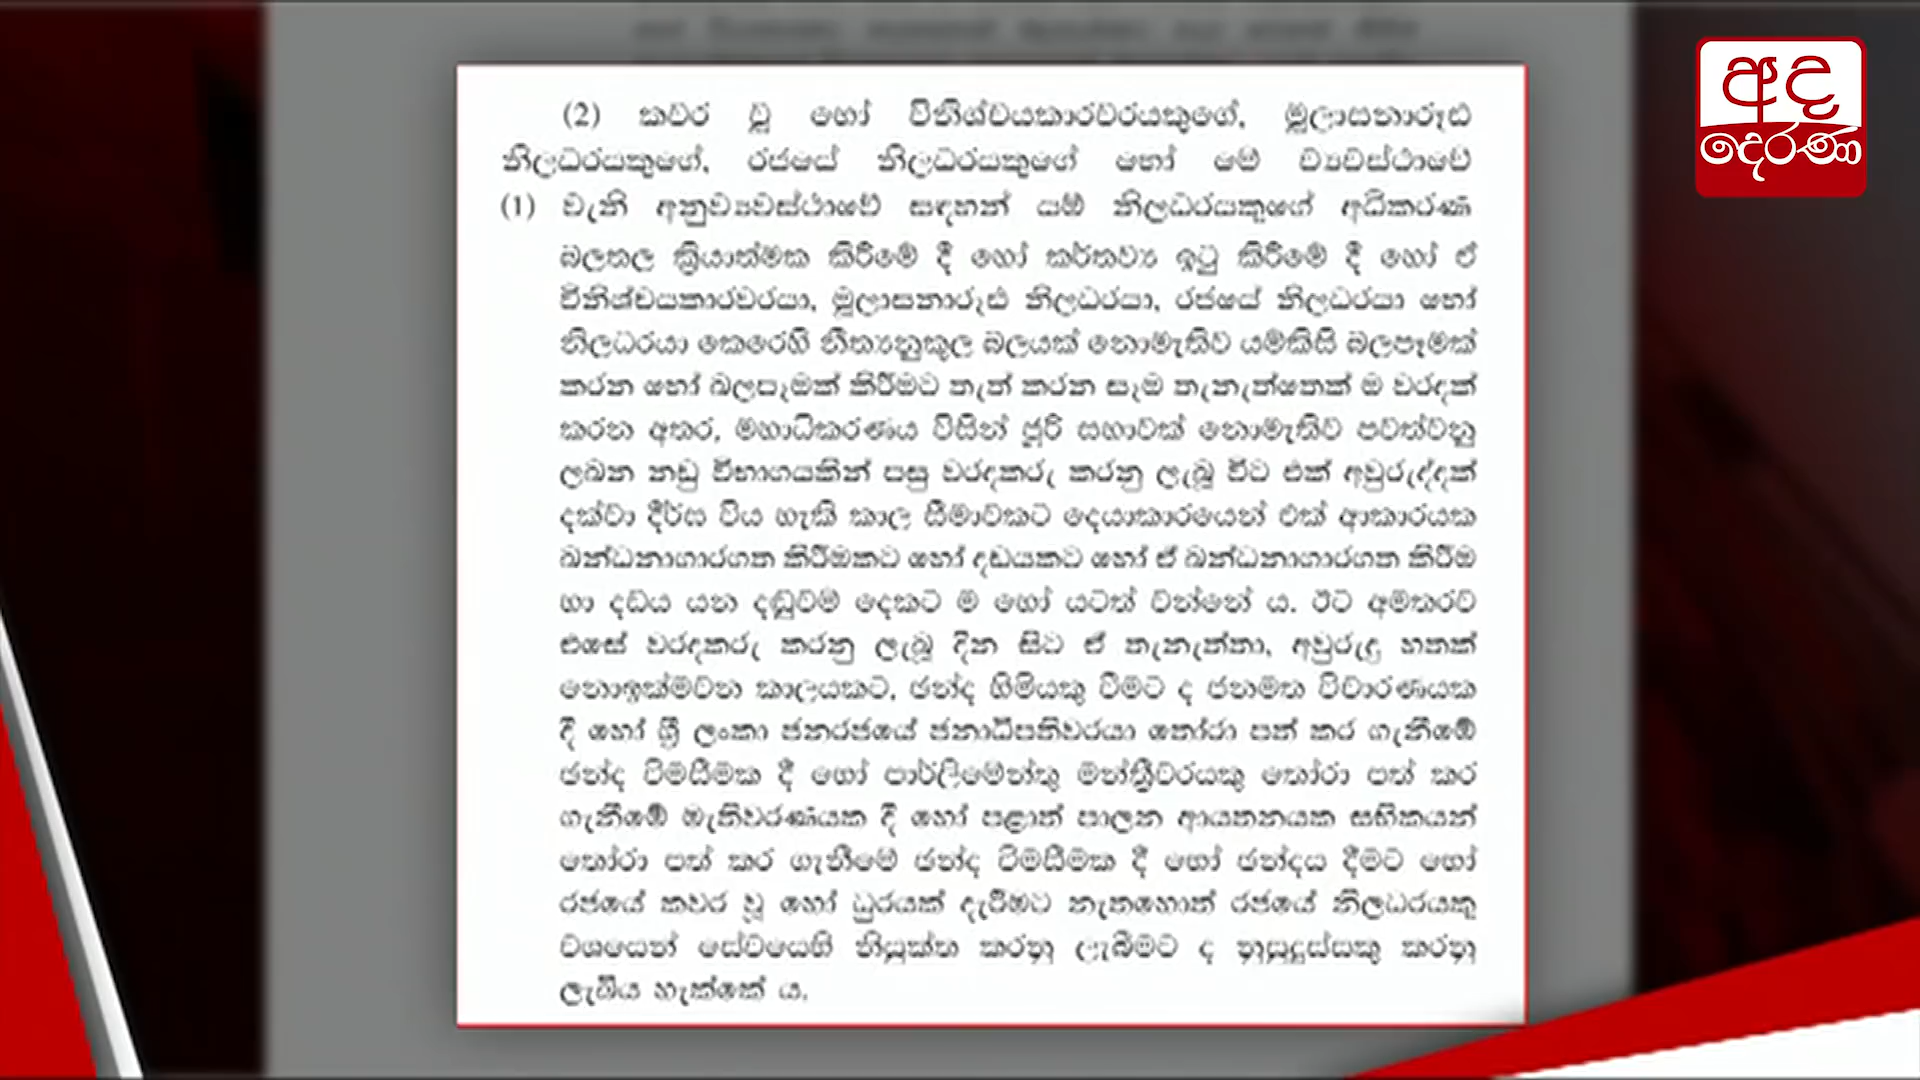 (2) කවර වූ හෝ විනිශ්චයකාරවරයකුගේ, මූලාසනාරූඪ
නිලධරයකුගේ, රජයේ නිලධරයකුගේ හෝ මේ ව්‍යවස්ථාවේ
(1) වැනි අනුව්‍යවස්ථාවේ සඳහන් යම් නිලධරයකුගේ අධිකරණ
බලතල ක්‍රියාත්මක කිරීමේ දී හෝ කර්තව්‍ය ඉටු කිරීමේ දී හෝ ඒ
විනිශ්චයකාරවරයා, මූලාසනාරූඪ නිලධරයා, රජයේ නිලධරයා හෝ
නිලධරයා කෙරෙහි නීත්‍යනුකූල බලයක් නොමැතිව යම්කිසි බලපෑමක්
කරන හෝ බලපෑමක් කිරීමට තැත් කරන සෑම තැනැත්තෙක් ම වරදක්
කරන අතර, මහාධිකරණය විසින් ජූරි සභාවක් නොමැතිව පවත්වනු
ලබන නඩු විභාගයකින් පසු වරදකරු කරනු ලැබූ විට එක් අවුරුද්දක්
දක්වා දීර්ඝ විය හැකි කාල සීමාවකට දෙයාකාරයෙන් එක් ආකාරයක
බන්ධනාගාරගත කිරීමකට හෝ දඩයකට හෝ ඒ බන්ධනාගාරගත කිරීම
හා දඩය යන දඬුවම් දෙකට ම හෝ යටත් වන්නේ ය. ඊට අමතරව
එසේ වරදකරු කරනු ලැබූ දින සිට ඒ තැනැත්තා, අවුරුදු හතක්
නොඉක්මවන කාලයකට, ඡන්ද හිමියකු වීමට ද ජනමත විචාරණයක
දී හෝ ශ්‍රී ලංකා ජනරජයේ ජනාධිපතිවරයා තෝරා පත් කර ගැනීමේ
ඡන්ද විමසීමක දී හෝ පාර්ලිමේන්තු මන්ත්‍රීවරයකු තෝරා පත් කර
ගැනීමේ මැතිවරණයක දී හෝ පළාත් පාලන ආයතනයක සභිකයන්
තෝරා පත් කර ගැනීමේ ඡන්ද විමසීමක දී හෝ ඡන්දය දීමට හෝ
රජයේ කවර වූ හෝ ධුරයක් දැරීමට නැතහොත් රජයේ නිලධරයකු
වශයෙන් සේවයෙහි නියුක්ත කරනු ලැබීමට ද නුසුදුස්සකු කරනු
ලැබිය හැක්කේ ය.
අද
දෙරණ